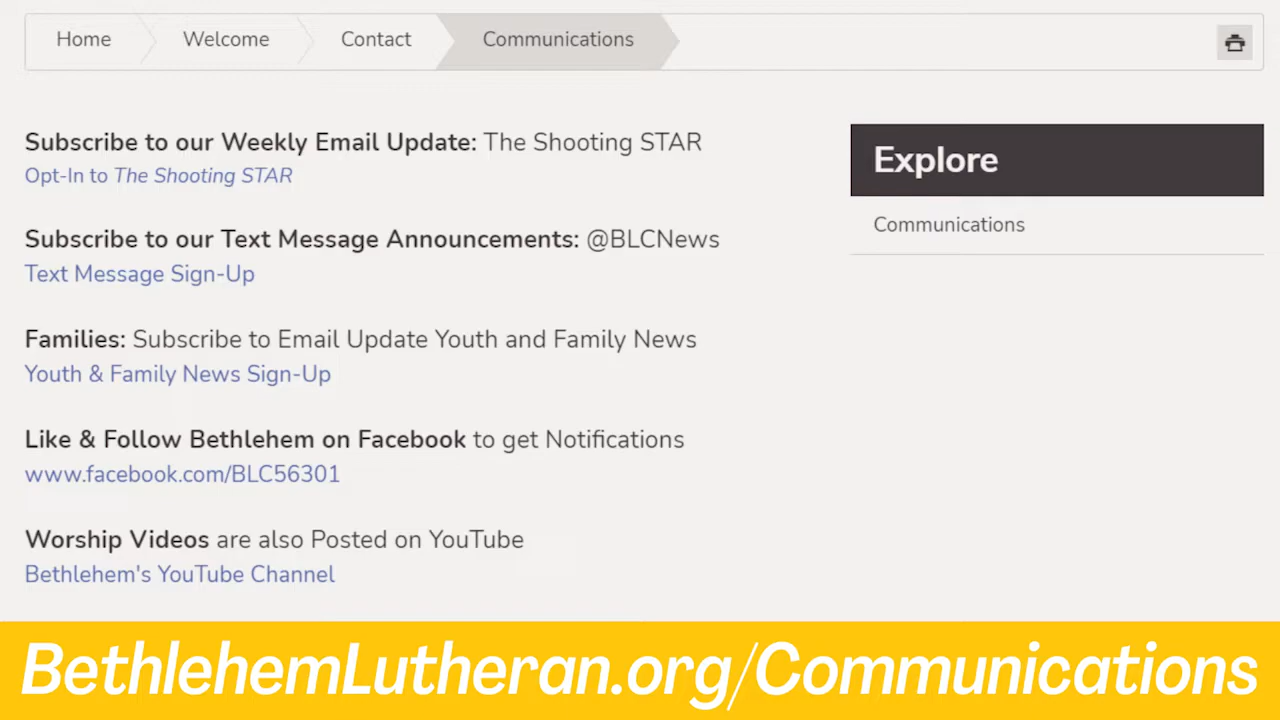 Home Welcome Contact Communications
Subscribe to our Weekly Email Update: The Shooting STAR
Opt-In to The Shooting STAR
Subscribe to our Text Message Announcements: @BLCNews
Text Message Sign-Up
Families: Subscribe to Email Update Youth and Family News
Youth & Family News Sign-Up
Like & Follow Bethlehem on Facebook to get Notifications
www.facebook.com/BLC56301
Worship Videos are also Posted on YouTube
Bethlehem's YouTube Channel
Explore
Communications
BethlehemLutheran.org/Communications